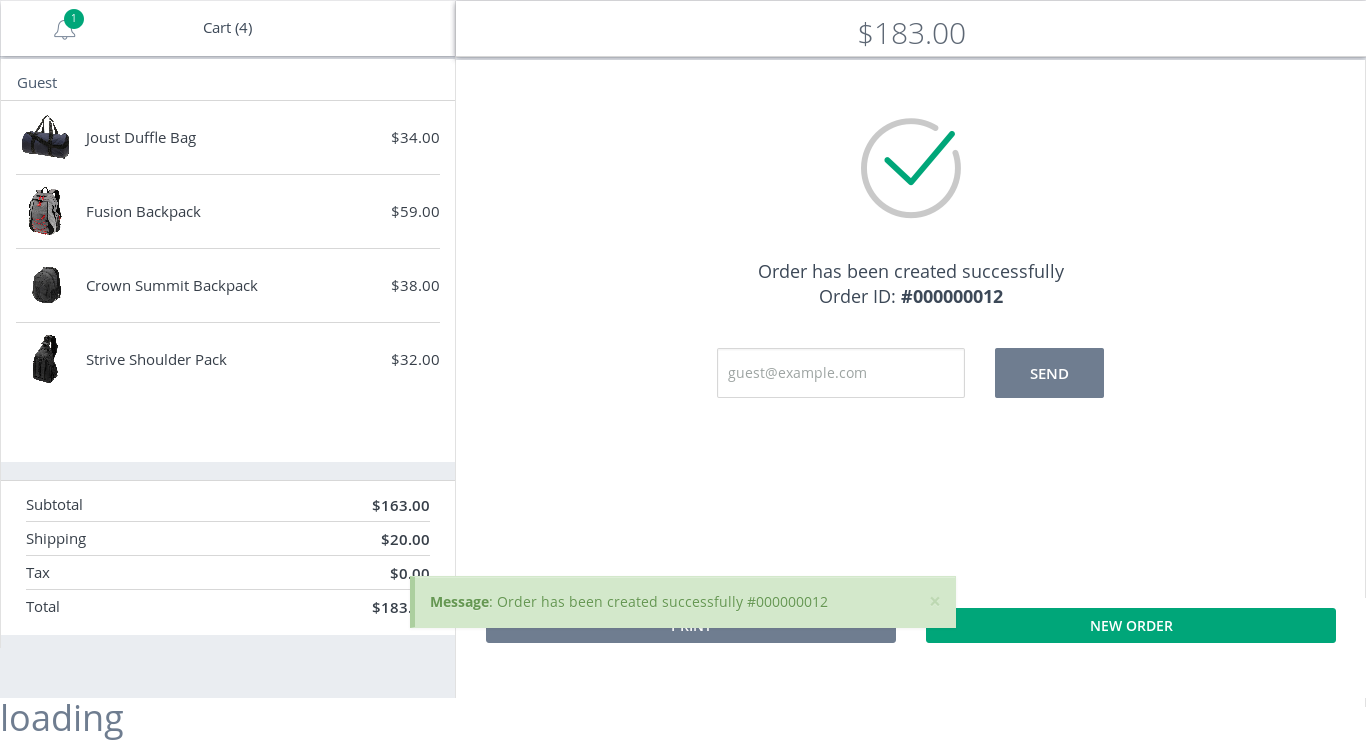 1
Cart (4)
$183.00
Guest
Joust Duffle Bag $34.00
Fusion Backpack $59.00
Crown Summit Backpack $38.00
Strive Shoulder Pack $32.00
Subtotal $163.00
Shipping $20.00
Tax $0.00
Total $183.
Order has been created successfully
Order ID: #000000012
guest@example.com
SEND
Message: Order has been created successfully #000000012 ×
PRINT
NEW ORDER
loading